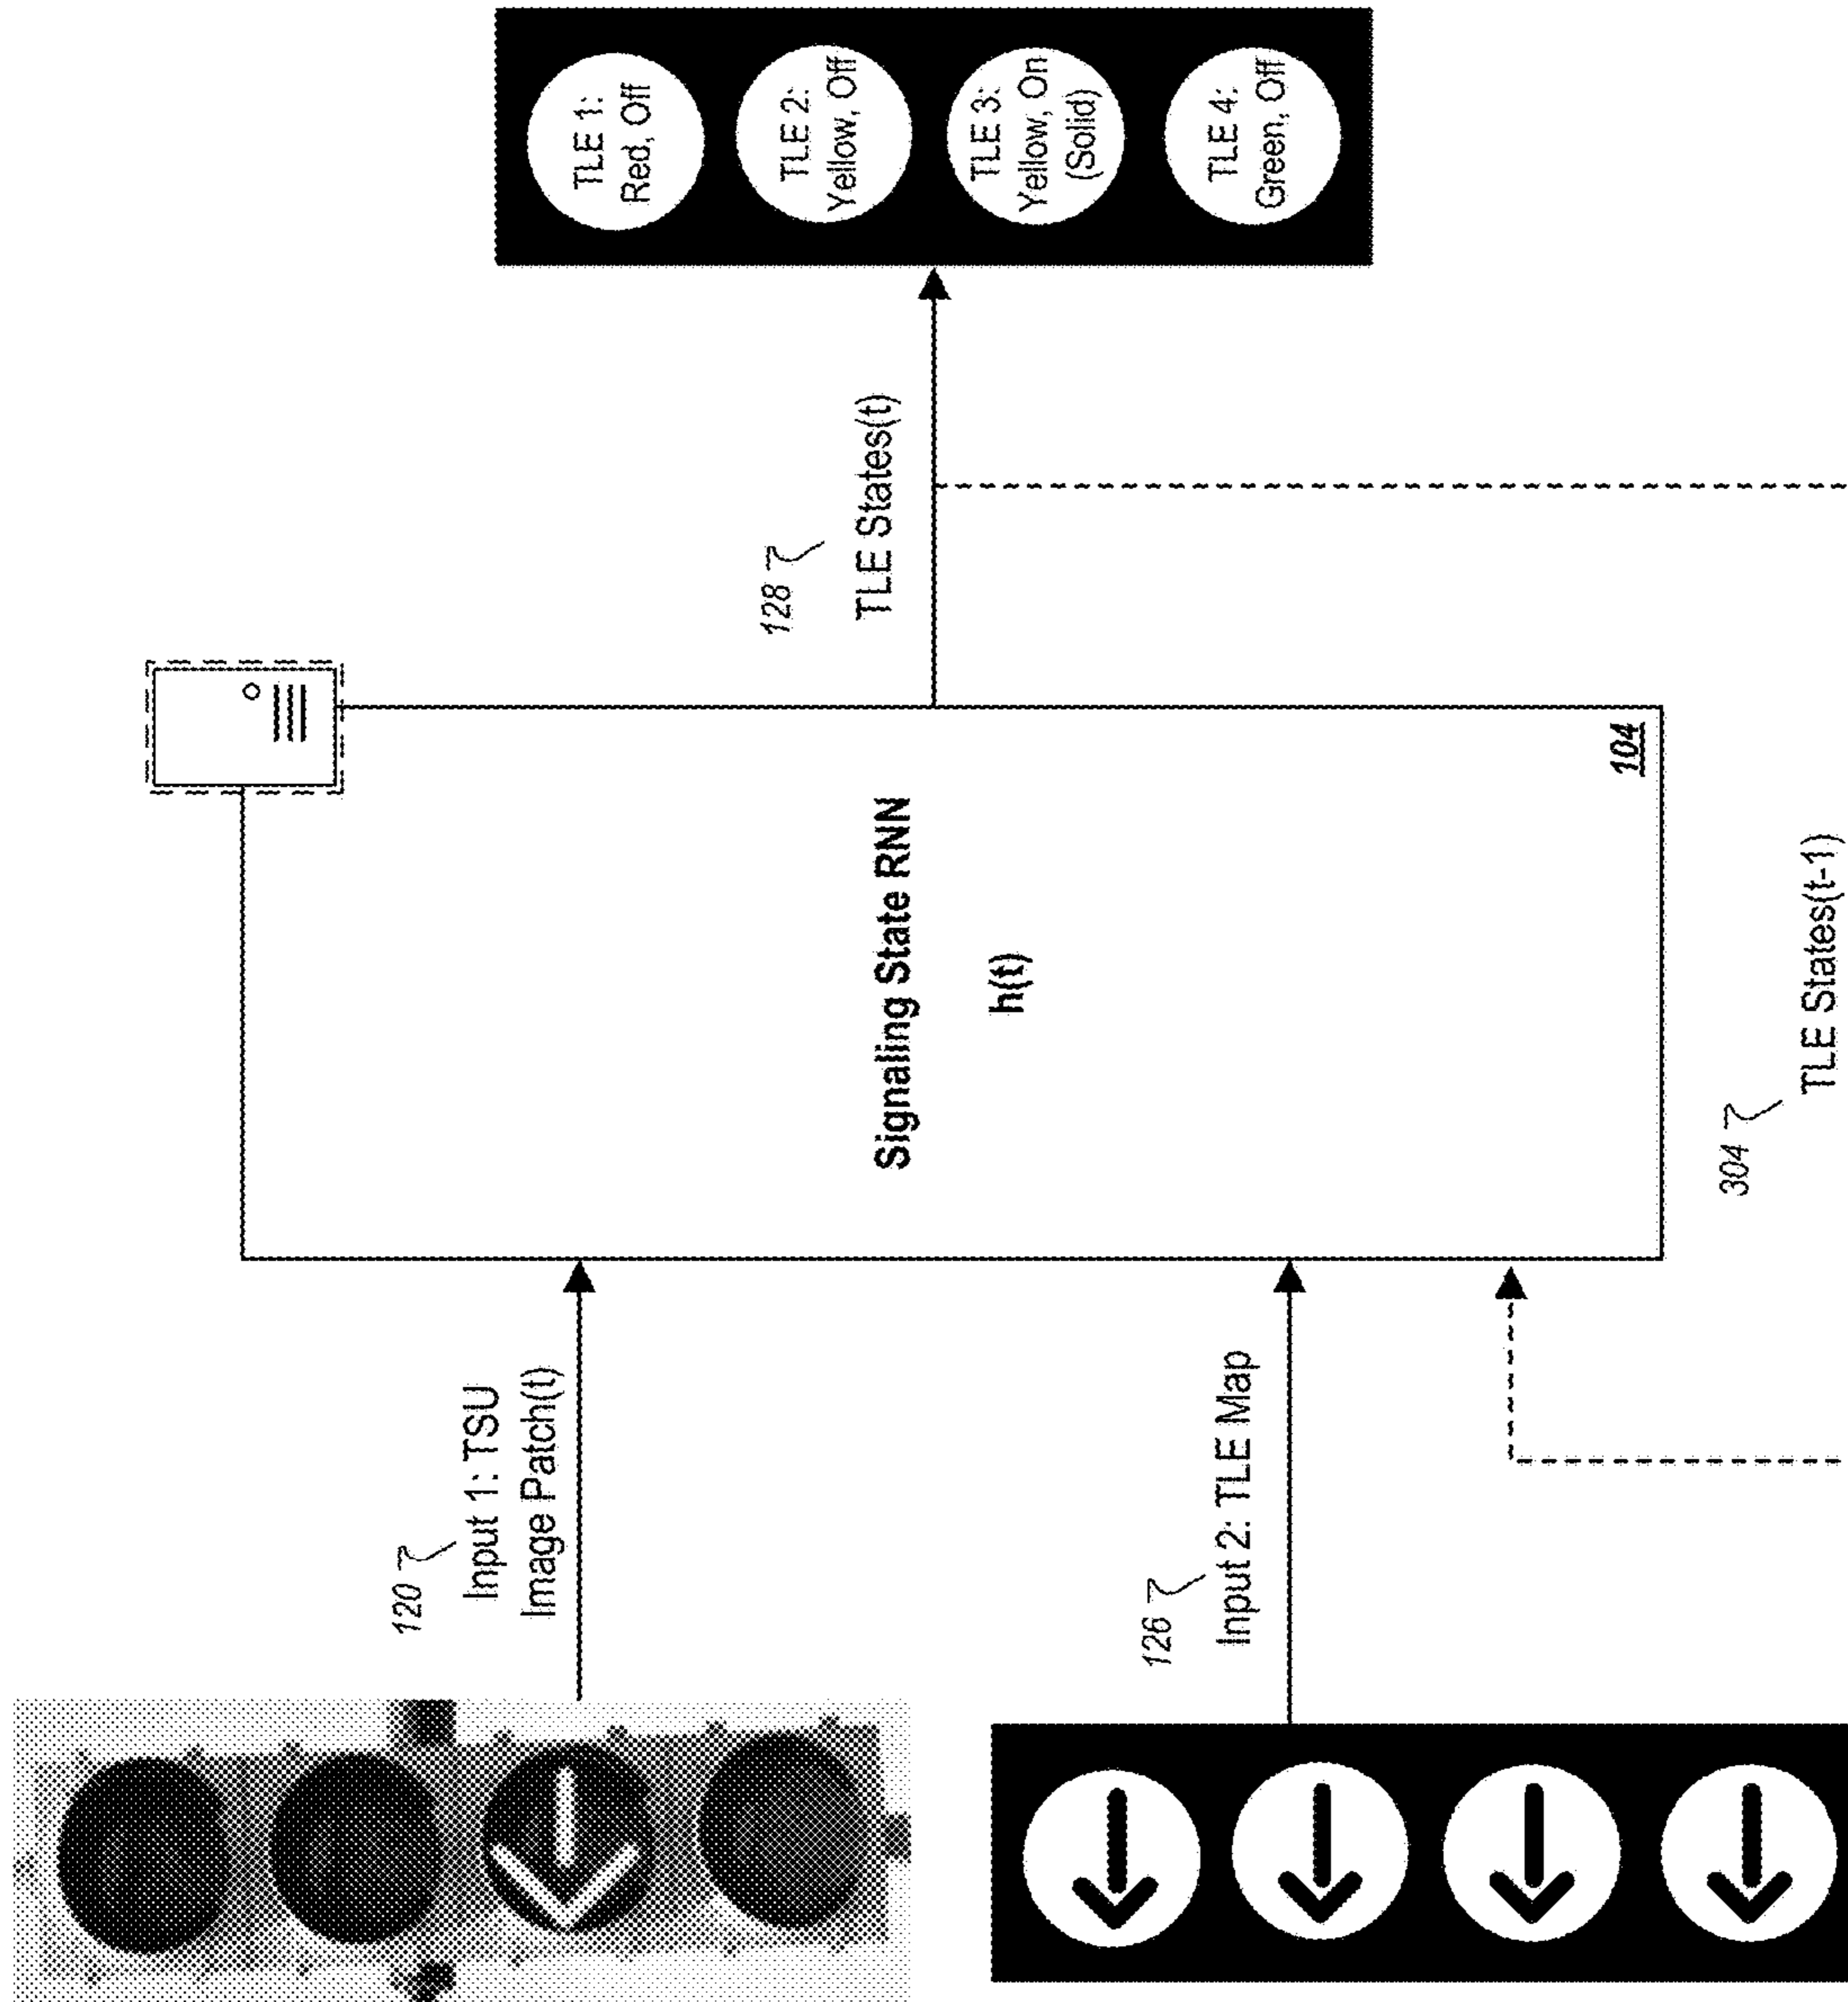 120
Input 1: TSU
Image Patch(t)
126
Input 2: TLE Map
Signaling State RNN
h(t)
104
304
TLE States(t-1)
128
TLE States(t)
TLE 1:
Red, Off
TLE 2:
Yellow, Off
TLE 3:
Yellow, On
(Solid)
TLE 4:
Green, Off